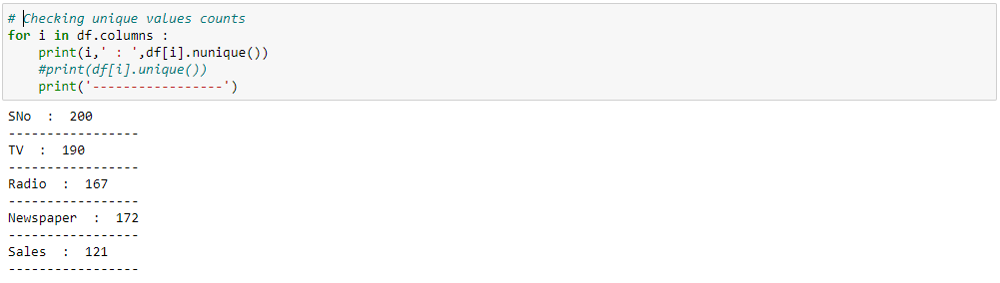 # Checking unique values counts
for i in df.columns :
    print(i,' : ',df[i].nunique())
    #print(df[i].unique())
    print('-----------------')
SNo  :  200
-----------------
TV  :  190
-----------------
Radio  :  167
-----------------
Newspaper  :  172
-----------------
Sales  :  121
-----------------